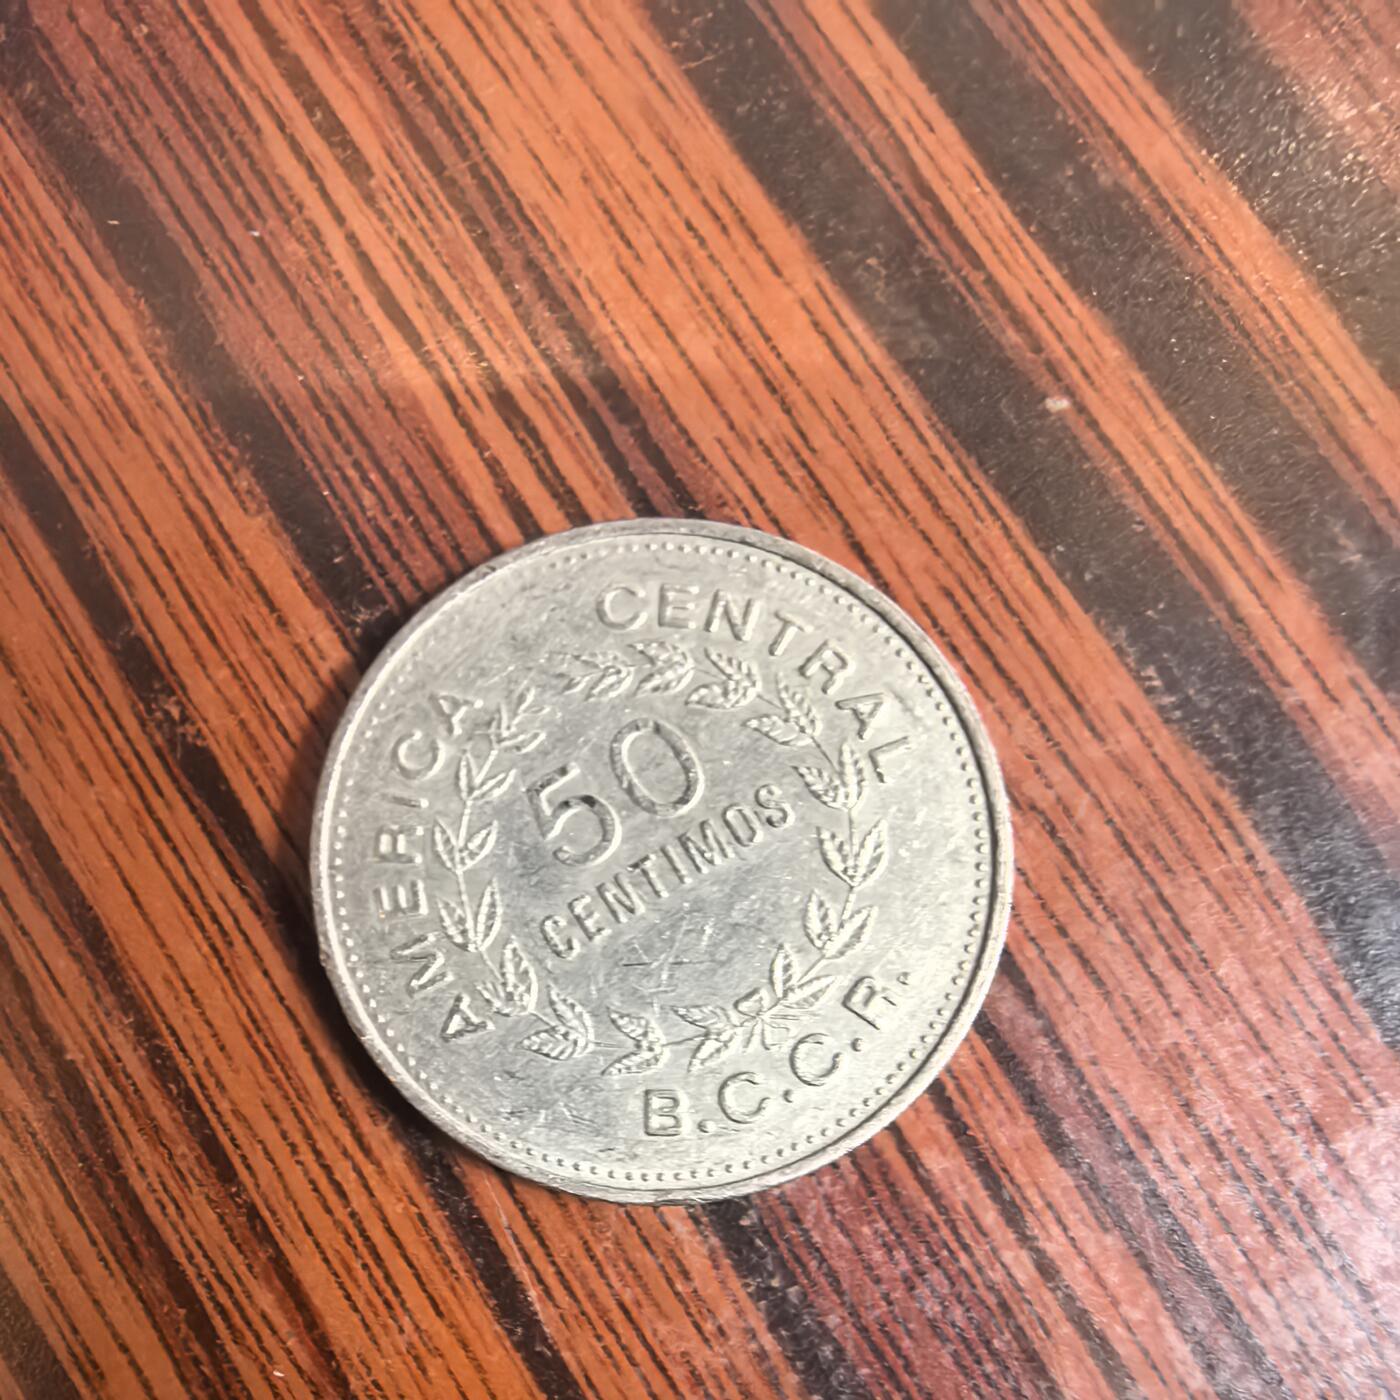 AMERICA CENTRAL
50
CENTIMOS
B.C.C.R.